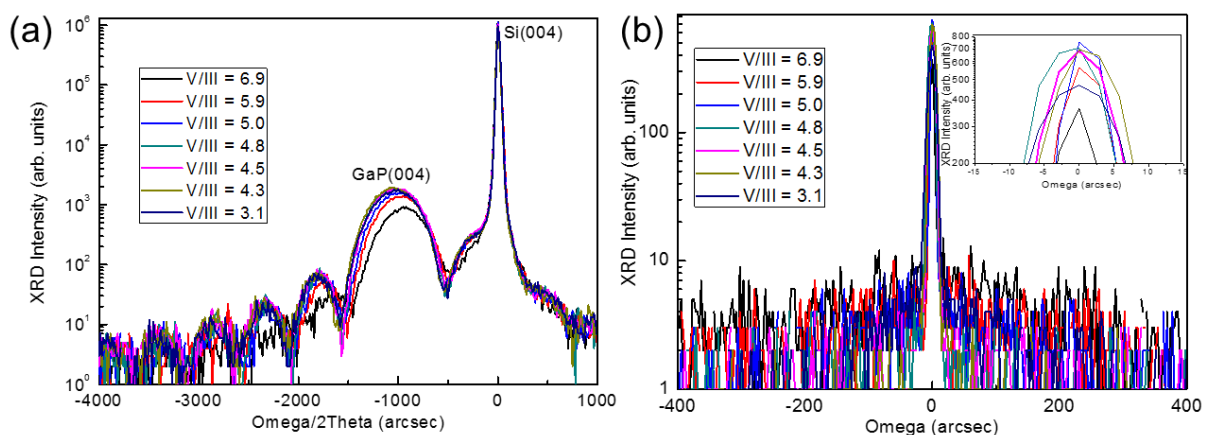 (a)
10^6
10^5
10^4
10^3
10^2
10^1
10^0
XRD Intensity (arb. units)
V/III = 6.9
V/III = 5.9
V/III = 5.0
V/III = 4.8
V/III = 4.5
V/III = 4.3
V/III = 3.1
Si(004)
GaP(004)
-4000 -3000 -2000 -1000 0 1000
Omega/2Theta (arcsec)
(b)
100
10
1
XRD Intensity (arb. units)
V/III = 6.9
V/III = 5.9
V/III = 5.0
V/III = 4.8
V/III = 4.5
V/III = 4.3
V/III = 3.1
800
700
600
500
400
300
200
XRD Intensity (arb. units)
-15 -10 -5 0 5 10 15
Omega (arcsec)
-400 -200 0 200 400
Omega (arcsec)